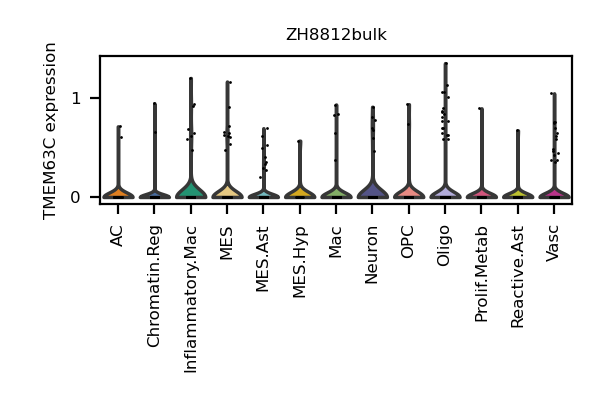 ZH8812bulk
TMEM63C expression
1
0
AC
Chromatin.Reg
Inflammatory.Mac
MES
MES.Ast
MES.Hyp
Mac
Neuron
OPC
Oligo
Prolif.Metab
Reactive.Ast
Vasc